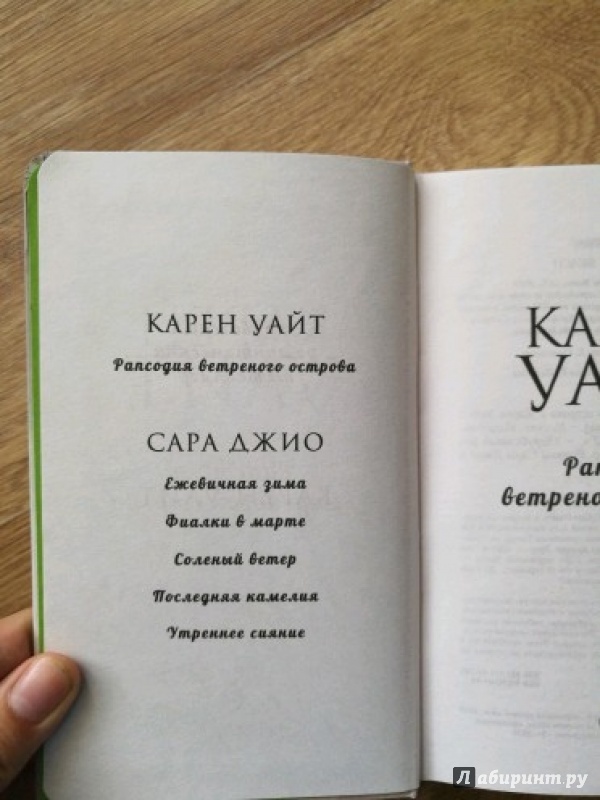 КАРЕН УАЙТ
Рапсодия ветреного острова
САРА ДЖИО
Ежевичная зима
Фиалки в марте
Соленый ветер
Последняя камелия
Утреннее сияние
КА
УА
Ра
ветрено
Лабиринт.ру